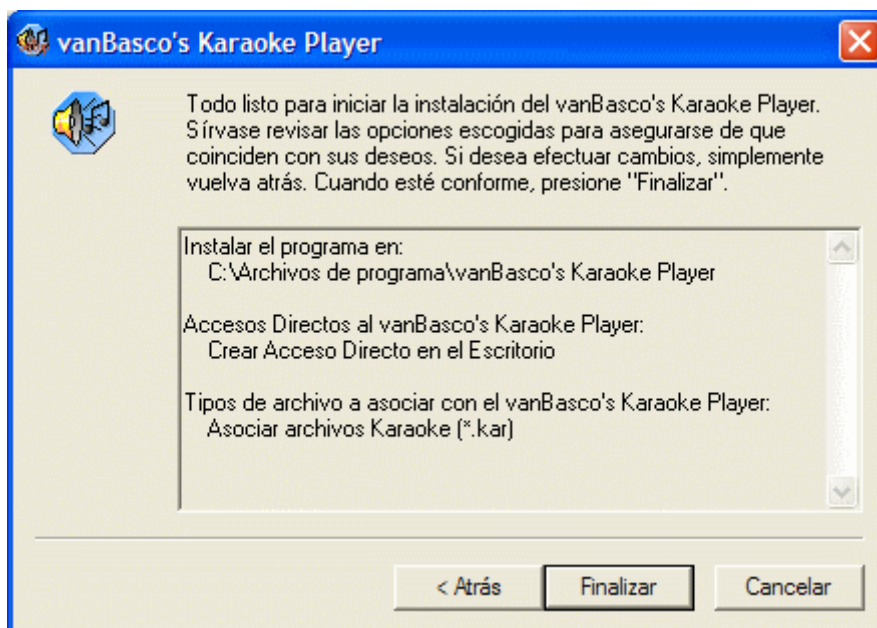 vanBasco's Karaoke Player
Todo listo para iniciar la instalación del vanBasco's Karaoke Player.
Sírvase revisar las opciones escogidas para asegurarse de que
coinciden con sus deseos. Si desea efectuar cambios, simplemente
vuelva atrás. Cuando esté conforme, presione "Finalizar".
Instalar el programa en:
C:\Archivos de programa\vanBasco's Karaoke Player
Accesos Directos al vanBasco's Karaoke Player:
Crear Acceso Directo en el Escritorio
Tipos de archivo a asociar con el vanBasco's Karaoke Player:
Asociar archivos Karaoke (*.kar)
< Atrás Finalizar Cancelar